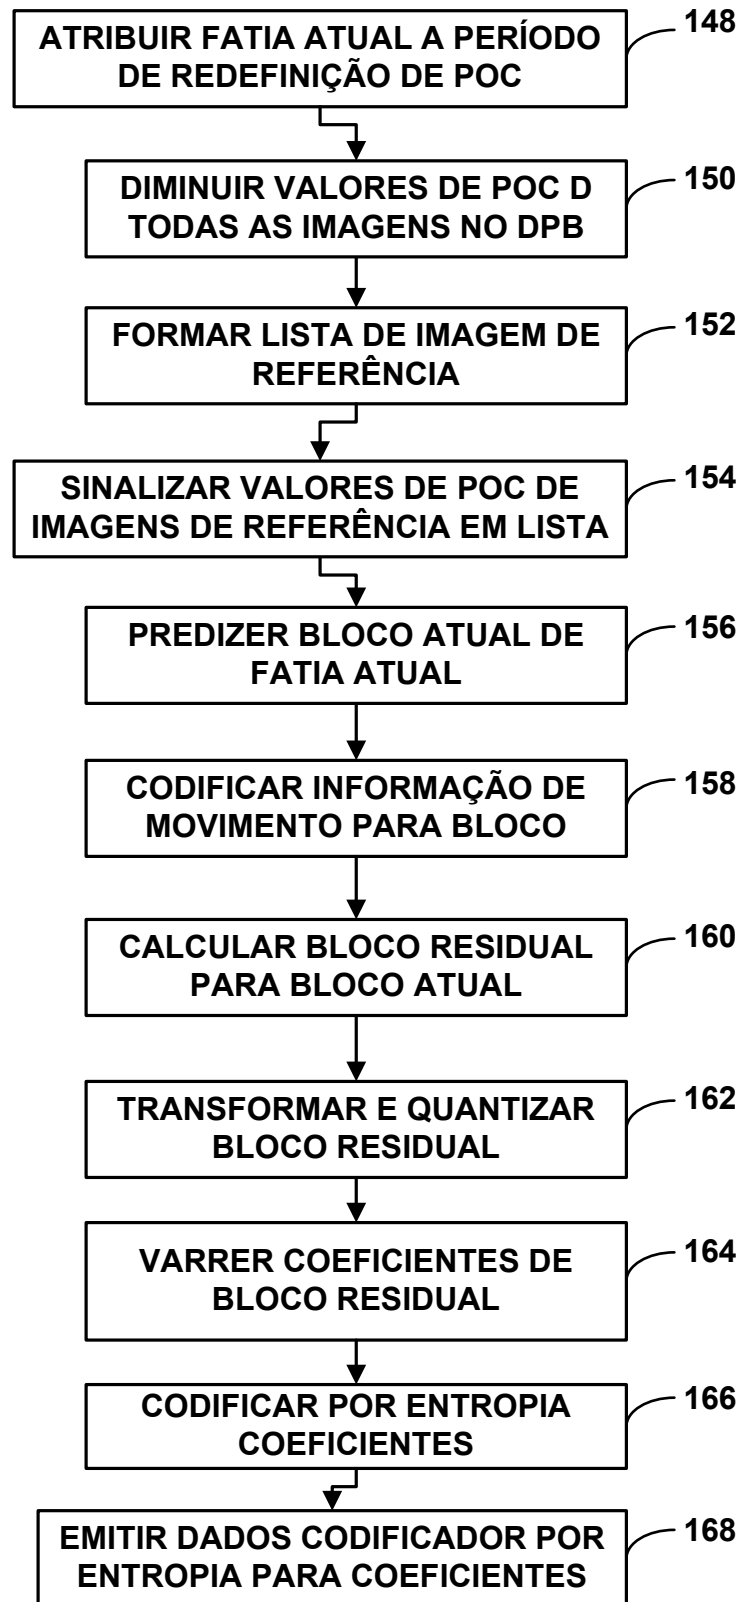 ATRIBUIR FATIA ATUAL A PERÍODO
DE REDEFINIÇÃO DE POC
148
DIMINUIR VALORES DE POC D
TODAS AS IMAGENS NO DPB
150
FORMAR LISTA DE IMAGEM DE
REFERÊNCIA
152
SINALIZAR VALORES DE POC DE
IMAGENS DE REFERÊNCIA EM LISTA
154
PREDIZER BLOCO ATUAL DE
FATIA ATUAL
156
CODIFICAR INFORMAÇÃO DE
MOVIMENTO PARA BLOCO
158
CALCULAR BLOCO RESIDUAL
PARA BLOCO ATUAL
160
TRANSFORMAR E QUANTIZAR
BLOCO RESIDUAL
162
VARRER COEFICIENTES DE
BLOCO RESIDUAL
164
CODIFICAR POR ENTROPIA
COEFICIENTES
166
EMITIR DADOS CODIFICADOR POR
ENTROPIA PARA COEFICIENTES
168